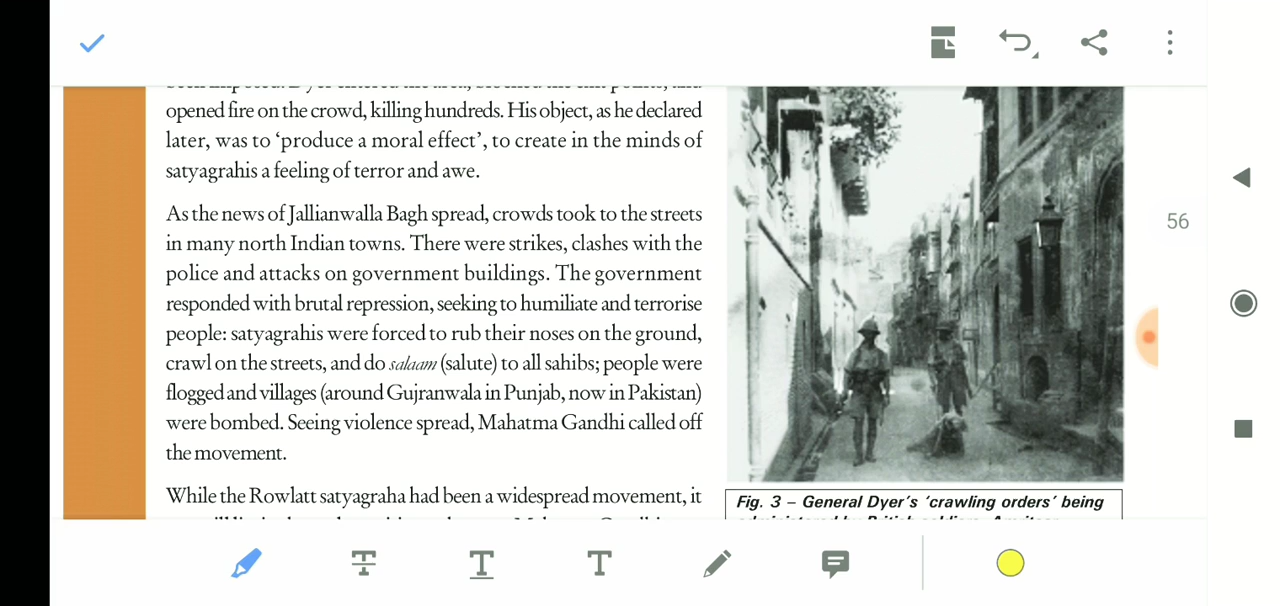 opened fire on the crowd, killing hundreds. His object, as he declared
later, was to ‘produce a moral effect’, to create in the minds of
satyagrahis a feeling of terror and awe.
As the news of Jallianwalla Bagh spread, crowds took to the streets
in many north Indian towns. There were strikes, clashes with the
police and attacks on government buildings. The government
responded with brutal repression, seeking to humiliate and terrorise
people: satyagrahis were forced to rub their noses on the ground,
crawl on the streets, and do salaam (salute) to all sahibs; people were
flogged and villages (around Gujranwala in Punjab, now in Pakistan)
were bombed. Seeing violence spread, Mahatma Gandhi called off
the movement.
While the Rowlatt satyagraha had been a widespread movement, it
Fig. 3 – General Dyer’s ‘crawling orders’ being
56
T
T
T